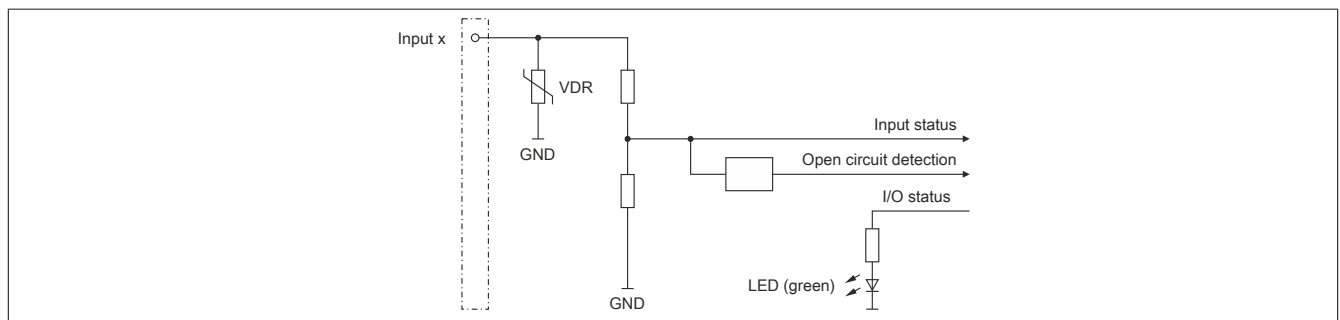 Input x
VDR
GND
Input status
Open circuit detection
I/O status
LED (green)
GND